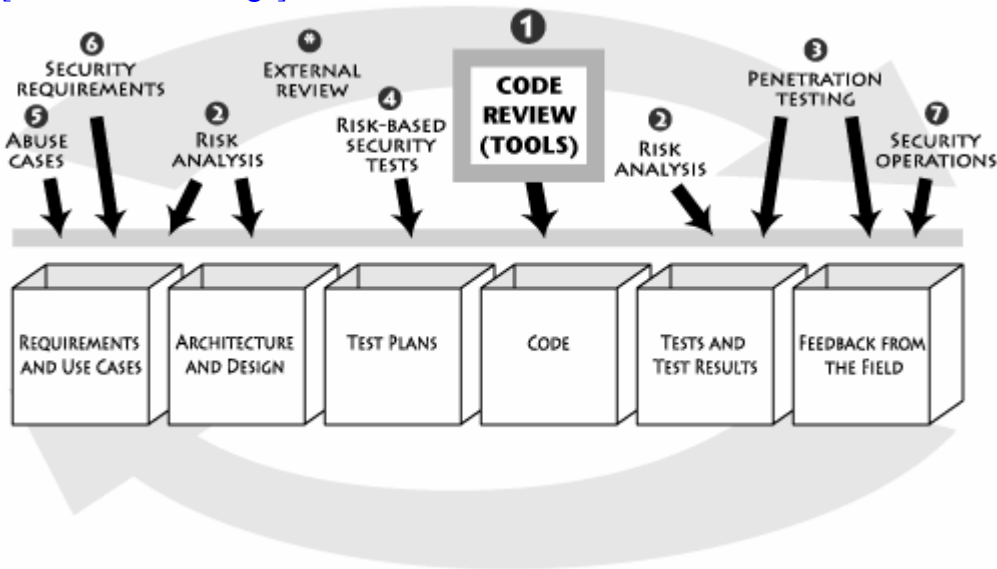 6
SECURITY
REQUIREMENTS
*
EXTERNAL
REVIEW
1
CODE
REVIEW
(TOOLS)
3
PENETRATION
TESTING
5
ABUSE
CASES
2
RISK
ANALYSIS
4
RISK-BASED
SECURITY
TESTS
2
RISK
ANALYSIS
7
SECURITY
OPERATIONS
REQUIREMENTS
AND USE CASES
ARCHITECTURE
AND DESIGN
TEST PLANS
CODE
TESTS AND
TEST RESULTS
FEEDBACK FROM
THE FIELD